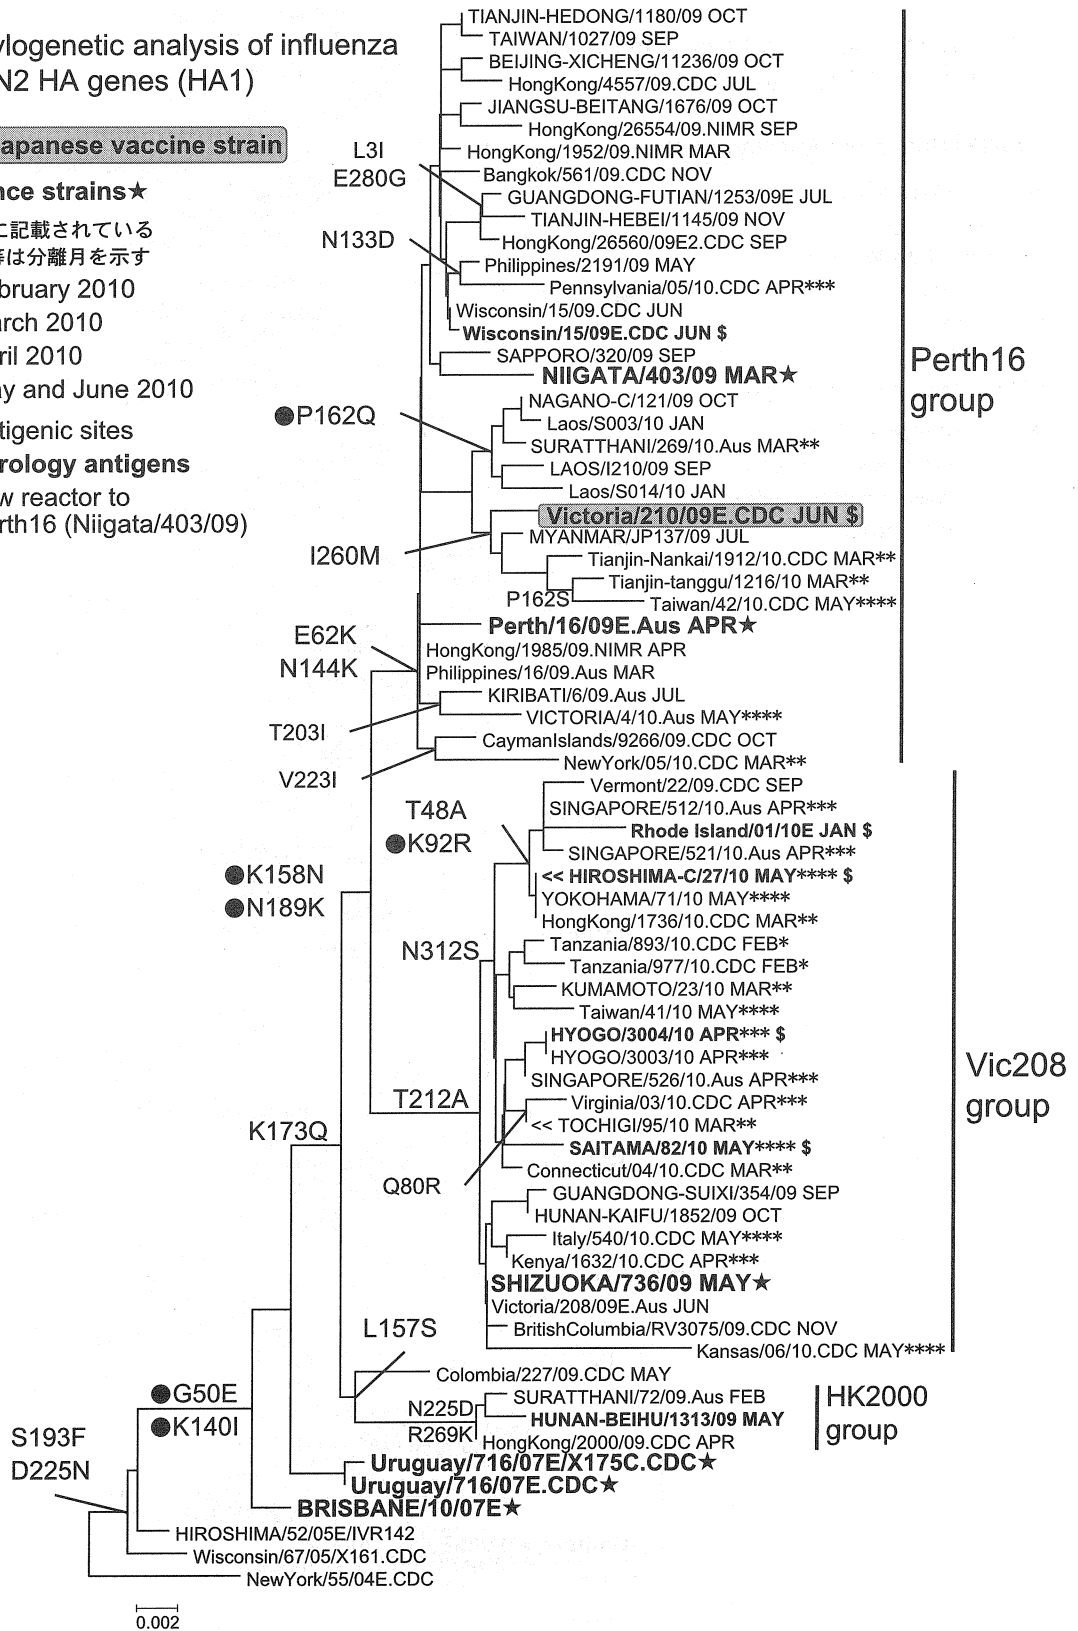 ylogenetic analysis of influenza
N2 HA genes (HA1)
apanese vaccine strain
nce strains★
に記載されている
等は分離月を示す
bruary 2010
arch 2010
ril 2010
ay and June 2010
tigenic sites
rology antigens
w reactor to
rth16 (Niigata/403/09)
TIANJIN-HEDONG/1180/09 OCT
TAIWAN/1027/09 SEP
BEIJING-XICHENG/11236/09 OCT
HongKong/4557/09.CDC JUL
JIANGSU-BEITANG/1676/09 OCT
HongKong/26554/09.NIMR SEP
L3I
HongKong/1952/09.NIMR MAR
E280G
Bangkok/561/09.CDC NOV
GUANGDONG-FUTIAN/1253/09E JUL
TIANJIN-HEBEI/1145/09 NOV
N133D
HongKong/26560/09E2.CDC SEP
Philippines/2191/09 MAY
Pennsylvania/05/10.CDC APR***
Wisconsin/15/09.CDC JUN
Wisconsin/15/09E.CDC JUN $
SAPPORO/320/09 SEP
NIIGATA/403/09 MAR★
Perth16
group
NAGANO-C/121/09 OCT
●P162Q
Laos/S003/10 JAN
SURATTHANI/269/10.Aus MAR**
LAOS/I210/09 SEP
Laos/S014/10 JAN
Victoria/210/09E.CDC JUN $
MYANMAR/JP137/09 JUL
I260M
Tianjin-Nankai/1912/10.CDC MAR**
Tianjin-tanggu/1216/10 MAR**
P162S
Taiwan/42/10.CDC MAY****
Perth/16/09E.Aus APR★
E62K
HongKong/1985/09.NIMR APR
N144K
Philippines/16/09.Aus MAR
KIRIBATI/6/09.Aus JUL
VICTORIA/4/10.Aus MAY****
T203I
CaymanIslands/9266/09.CDC OCT
NewYork/05/10.CDC MAR**
V223I
Vermont/22/09.CDC SEP
T48A
SINGAPORE/512/10.Aus APR***
Rhode Island/01/10E JAN $
●K92R
SINGAPORE/521/10.Aus APR***
●K158N
<< HIROSHIMA-C/27/10 MAY**** $
YOKOHAMA/71/10 MAY****
●N189K
HongKong/1736/10.CDC MAR**
Tanzania/893/10.CDC FEB*
N312S
Tanzania/977/10.CDC FEB*
KUMAMOTO/23/10 MAR**
Taiwan/41/10 MAY****
HYOGO/3004/10 APR*** $
HYOGO/3003/10 APR***
Vic208
group
SINGAPORE/526/10.Aus APR***
T212A
Virginia/03/10.CDC APR***
<< TOCHIGI/95/10 MAR**
K173Q
SAITAMA/82/10 MAY**** $
Connecticut/04/10.CDC MAR**
Q80R
GUANGDONG-SUIXI/354/09 SEP
HUNAN-KAIFU/1852/09 OCT
Italy/540/10.CDC MAY****
Kenya/1632/10.CDC APR***
SHIZUOKA/736/09 MAY★
Victoria/208/09E.Aus JUN
L157S
BritishColumbia/RV3075/09.CDC NOV
Kansas/06/10.CDC MAY****
Colombia/227/09.CDC MAY
●G50E
SURATTHANI/72/09.Aus FEB
HK2000
group
N225D
HUNAN-BEIHU/1313/09 MAY
●K140I
R269K
HongKong/2000/09.CDC APR
S193F
D225N
Uruguay/716/07E/X175C.CDC★
Uruguay/716/07E.CDC★
BRISBANE/10/07E★
HIROSHIMA/52/05E/IVR142
Wisconsin/67/05/X161.CDC
NewYork/55/04E.CDC
0.002